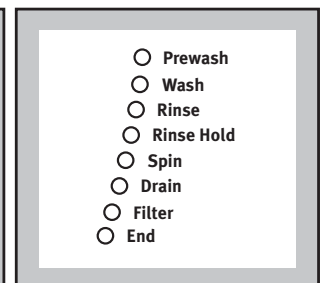 Prewash
Wash
Rinse
Rinse Hold
Spin
Drain
Filter
End